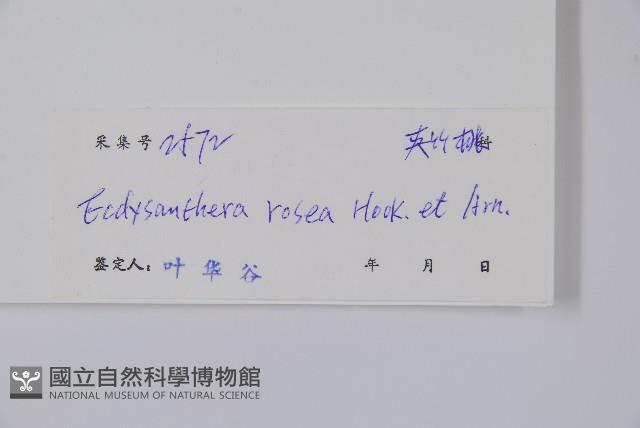 采集号 2572 夹竹桃科
Ecdysanthera rosea Hook. et Arn.
鉴定人: 叶华谷 年 月 日
國立自然科學博物館
NATIONAL MUSEUM OF NATURAL SCIENCE